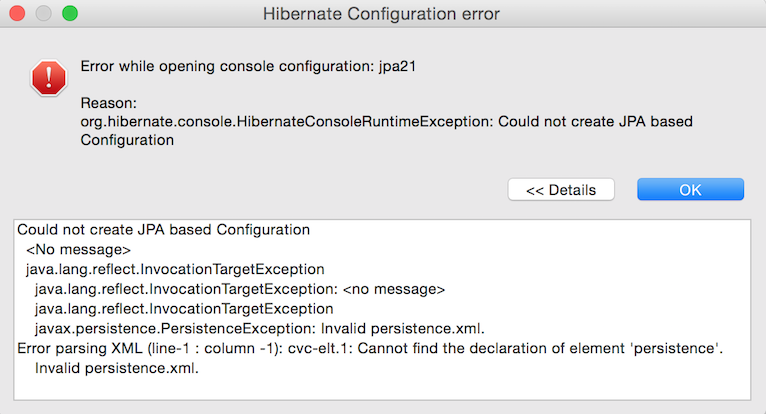 Hibernate Configuration error
Error while opening console configuration: jpa21
Reason:
org.hibernate.console.HibernateConsoleRuntimeException: Could not create JPA based
Configuration
<< Details
OK
Could not create JPA based Configuration
<No message>
java.lang.reflect.InvocationTargetException
java.lang.reflect.InvocationTargetException: <no message>
java.lang.reflect.InvocationTargetException
javax.persistence.PersistenceException: Invalid persistence.xml.
Error parsing XML (line-1 : column -1): cvc-elt.1: Cannot find the declaration of element 'persistence'.
Invalid persistence.xml.